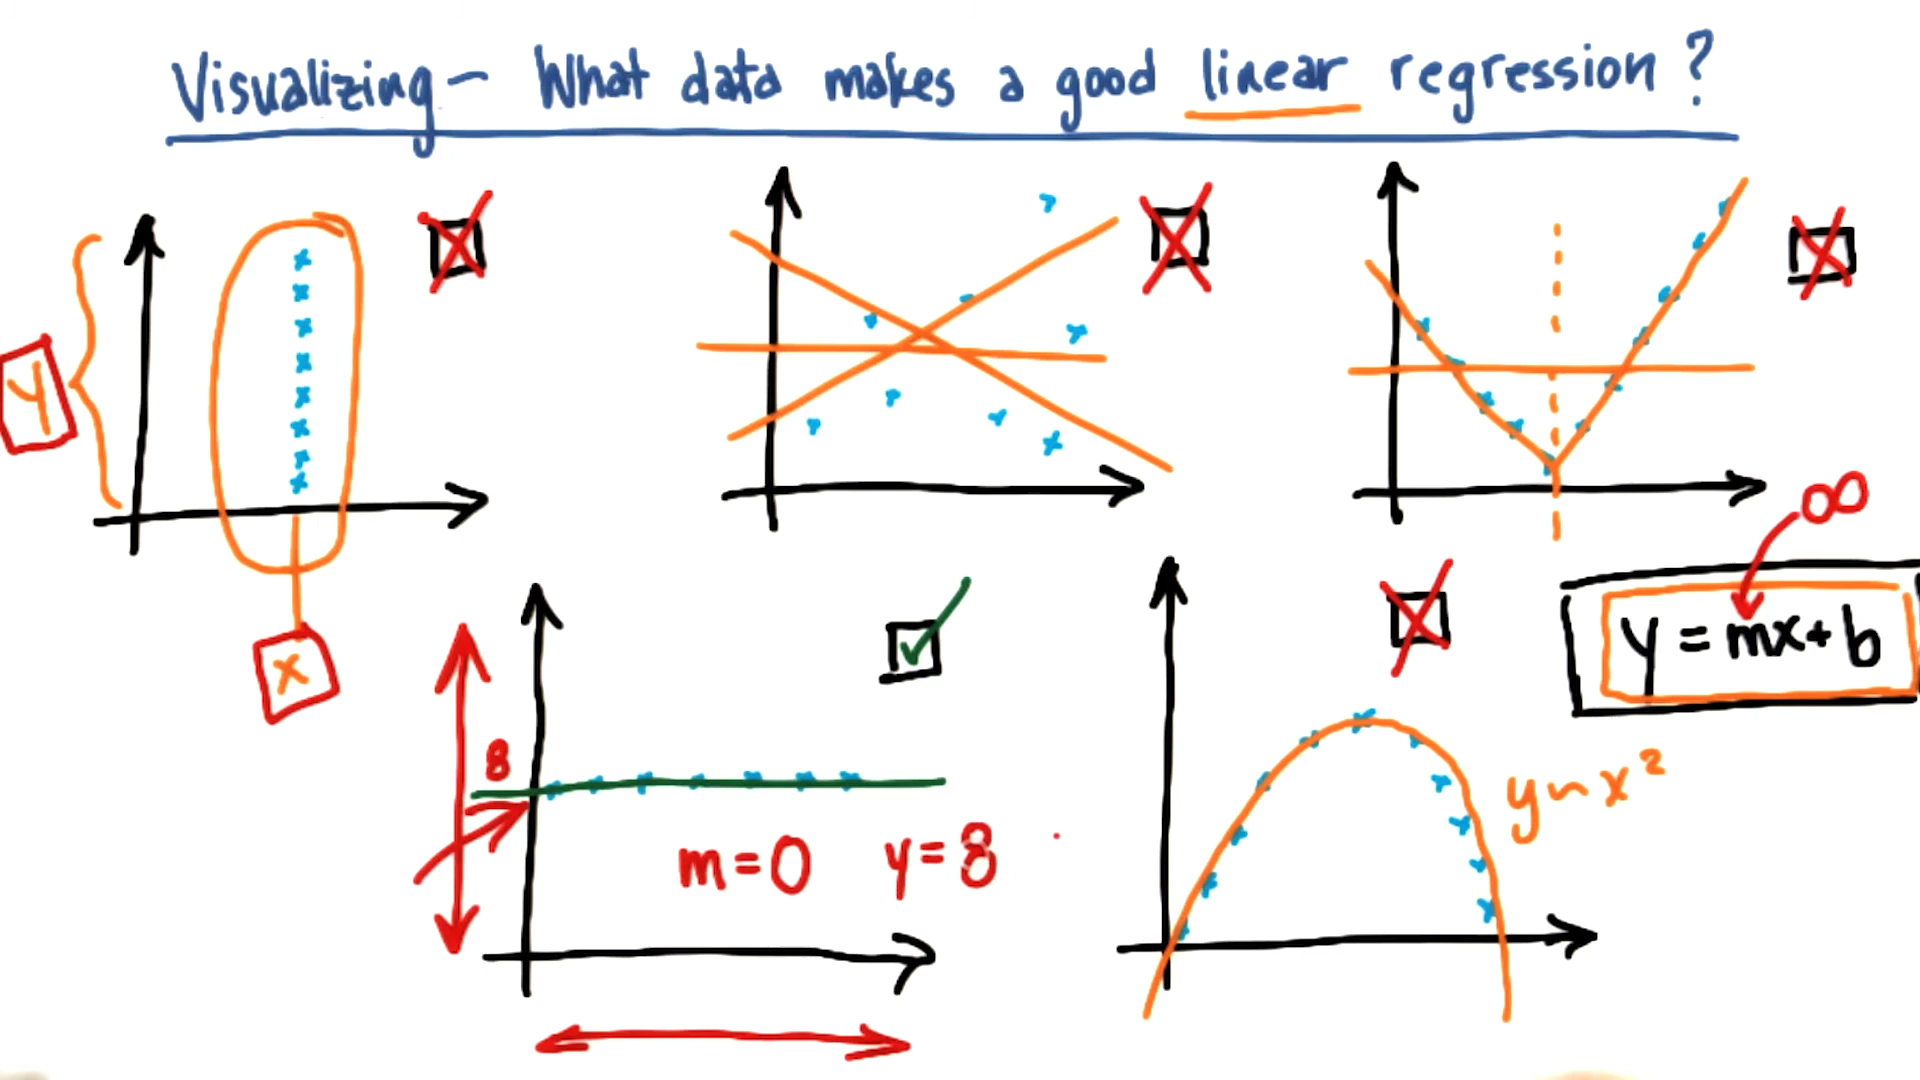 Visualizing - What data makes a good linear regression?
y
x
∞
y = mx + b
8
m=0 y=8
y~x²